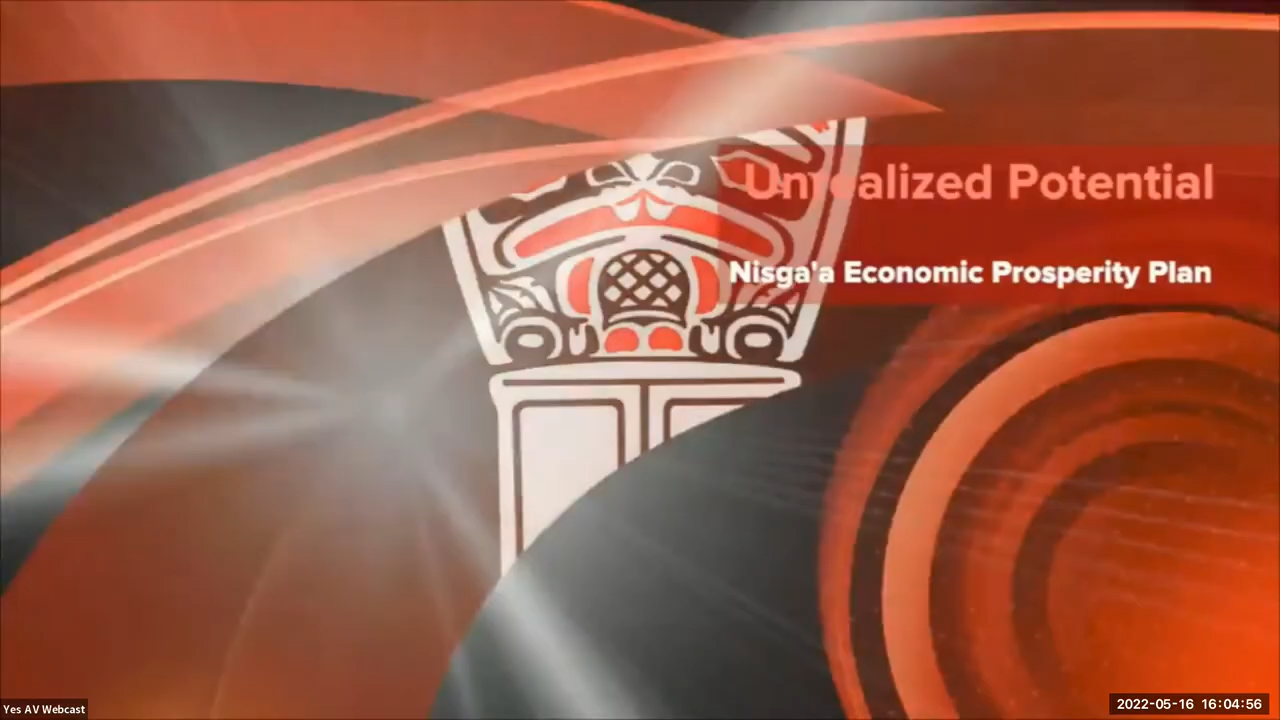 Unrealized Potential
Nisga'a Economic Prosperity Plan
Yes AV Webcast
2022-05-16 16:04:56